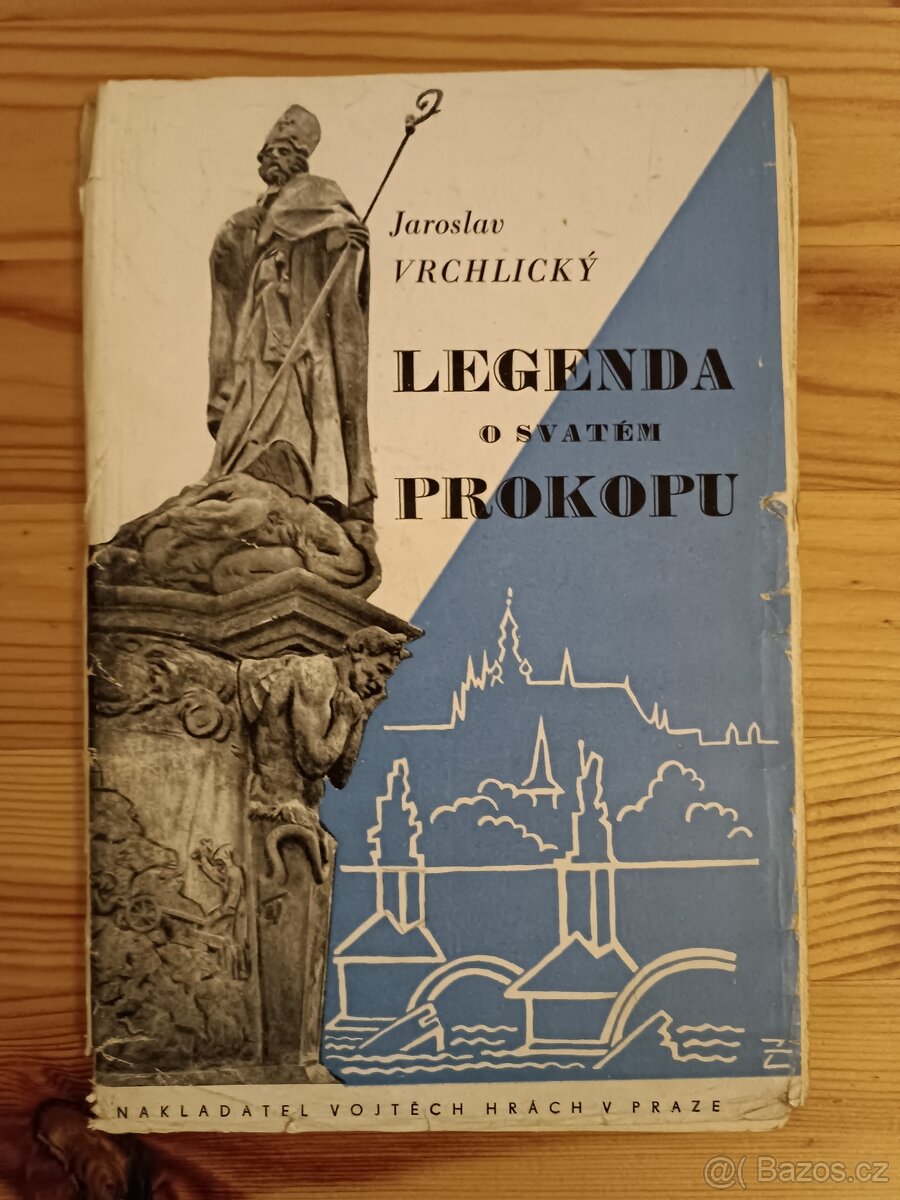 Jaroslav
VRCHLICKÝ
LEGENDA
O SVATÉM
PROKOPU
NAKLADATEL VOJTĚCH HRÁCH V PRAZE
@( Bazos.cz